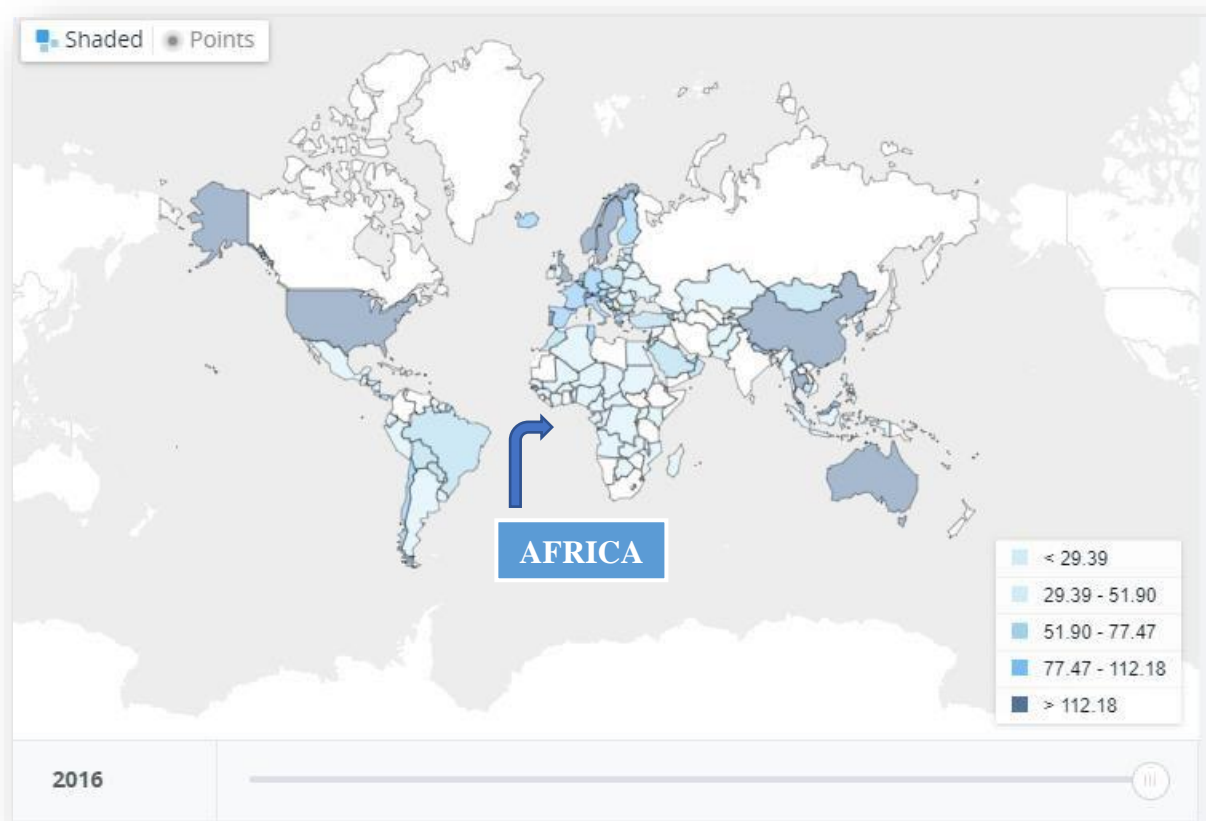 Shaded Points
AFRICA
< 29.39
29.39 - 51.90
51.90 - 77.47
77.47 - 112.18
> 112.18
2016